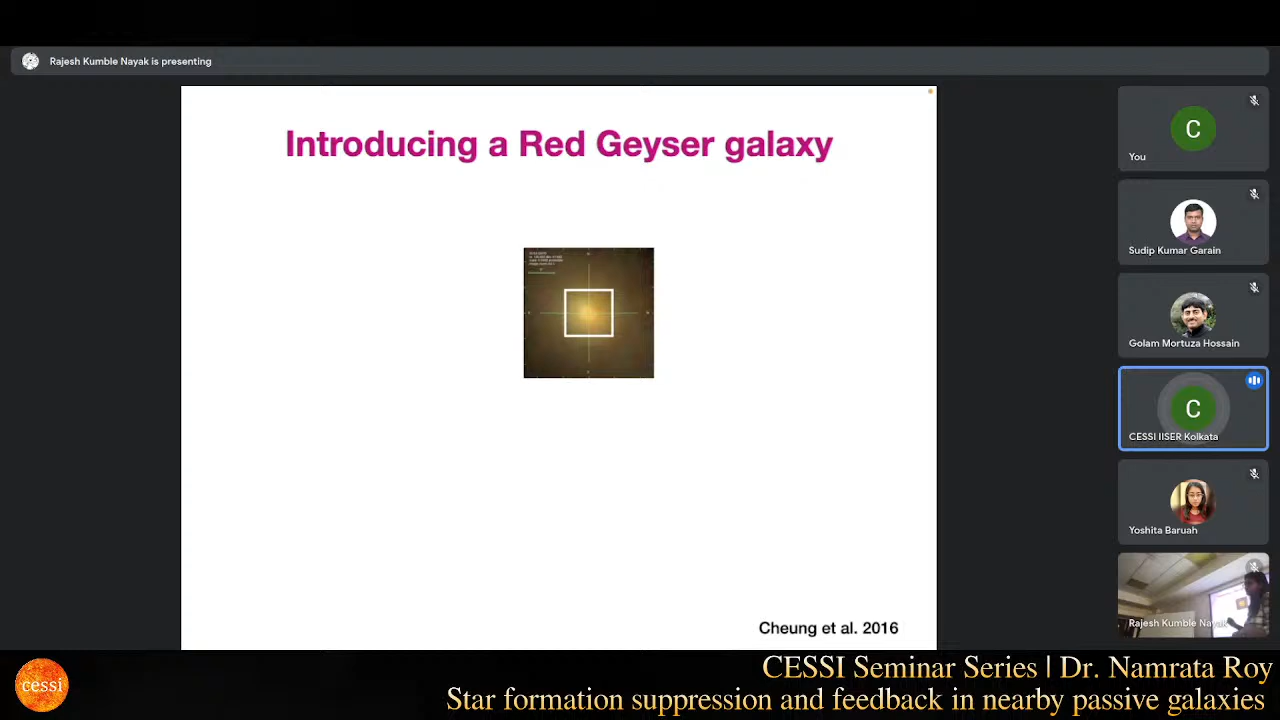 Rajesh Kumble Nayak is presenting
Introducing a Red Geyser galaxy
Cheung et al. 2016
C
You
Sudip Kumar Garain
Golam Mortuza Hossain
C
CESSI IISER Kolkata
Yoshita Baruah
Rajesh Kumble Nayak
cessi
CESSI Seminar Series | Dr. Namrata Roy
Star formation suppression and feedback in nearby passive galaxies